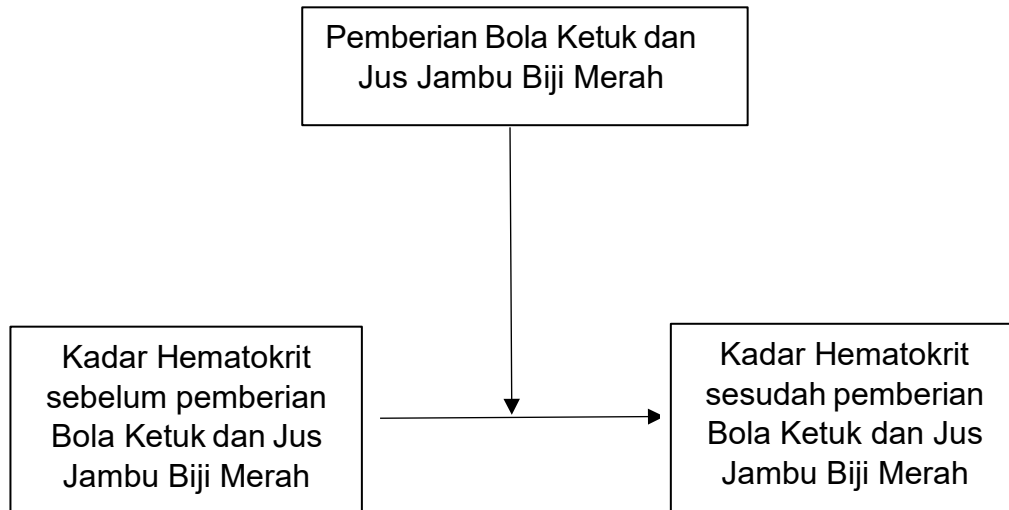 Pemberian Bola Ketuk dan
Jus Jambu Biji Merah
Kadar Hematokrit
sebelum pemberian
Bola Ketuk dan Jus
Jambu Biji Merah
Kadar Hematokrit
sesudah pemberian
Bola Ketuk dan Jus
Jambu Biji Merah